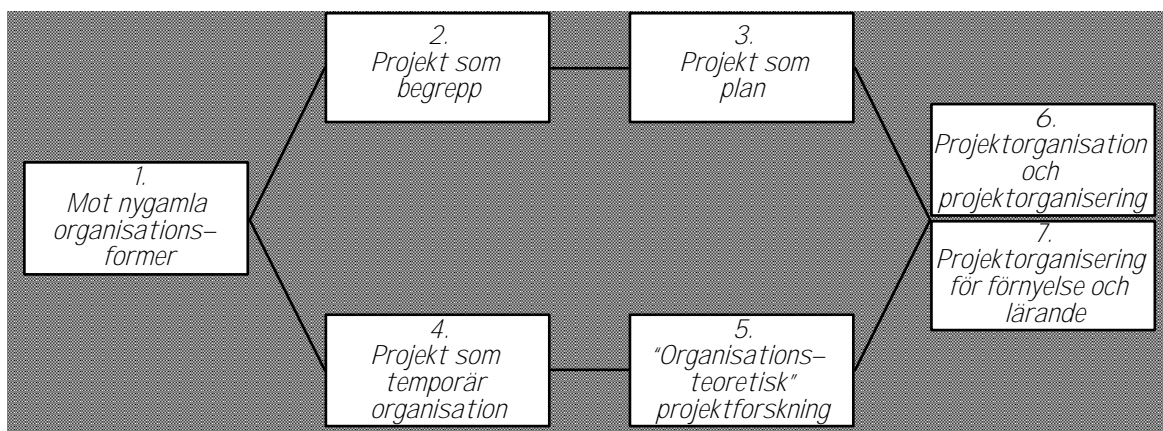 1.
Mot nygamla
organisations–
former
2.
Projekt som
begrepp
3.
Projekt som
plan
4.
Projekt som
temporär
organisation
5.
“Organisations–
teoretisk”
projektforskning
6.
Projektorganisation
och
projektorganisering
7.
Projektorganisering
för förnyelse och
lärande